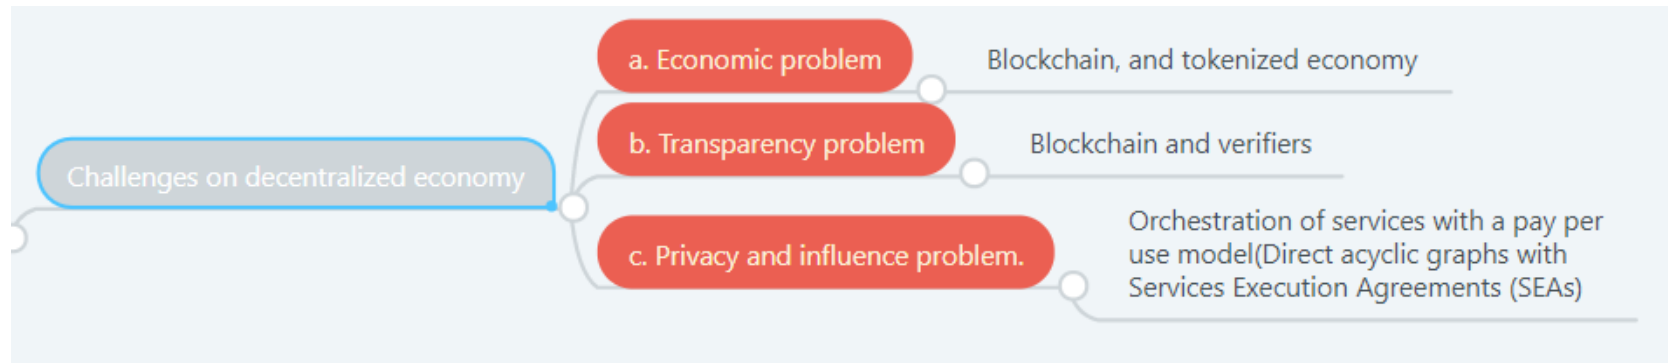 Challenges on decentralized economy
a. Economic problem
Blockchain, and tokenized economy
b. Transparency problem
Blockchain and verifiers
c. Privacy and influence problem.
Orchestration of services with a pay per
use model(Direct acyclic graphs with
Services Execution Agreements (SEAs)